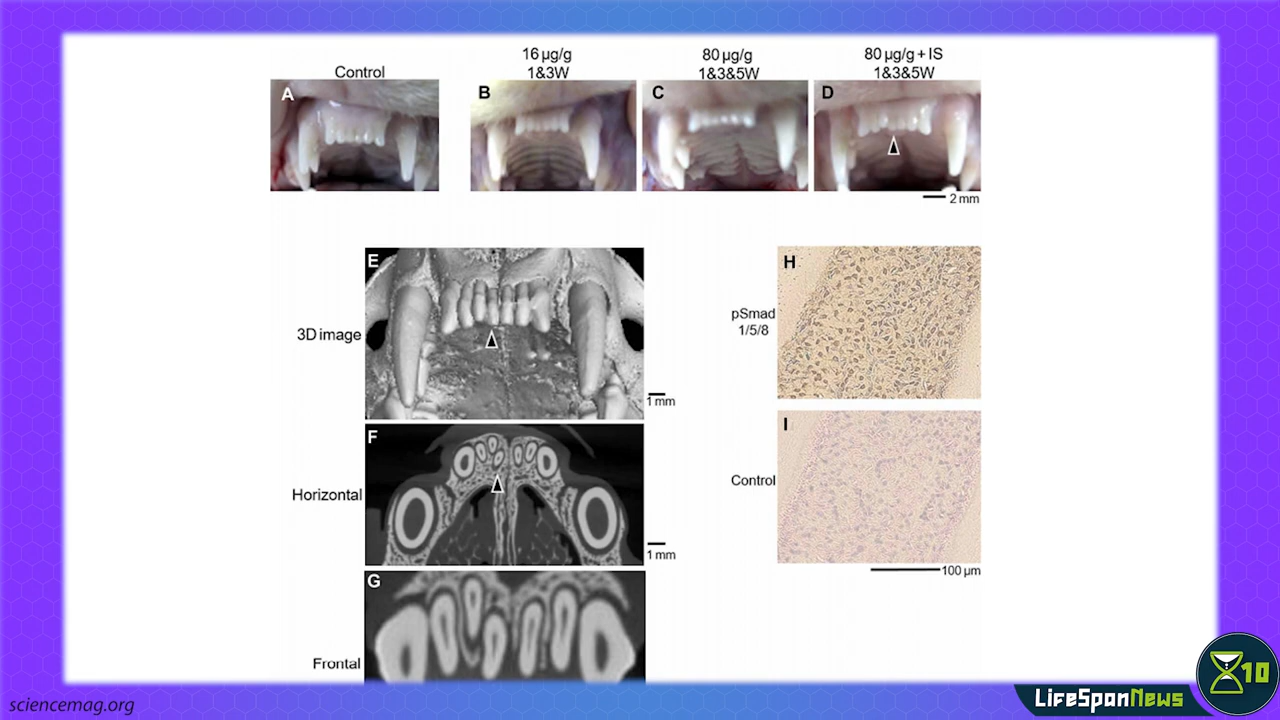 Control
16 µg/g
1&3W
80 µg/g
1&3&5W
80 µg/g + IS
1&3&5W
A
B
C
D
2 mm
E
3D image
1 mm
F
Horizontal
1 mm
G
Frontal
H
pSmad
1/5/8
I
Control
100 µm
sciencemag.org
LifeSpanNews
10